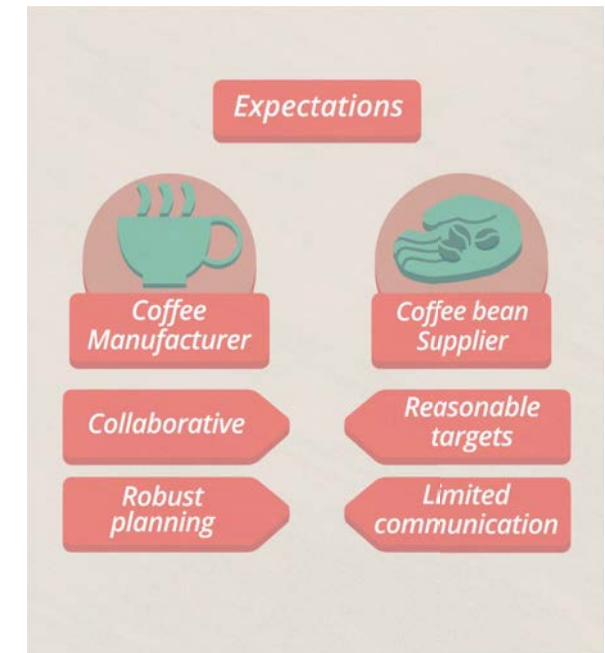 Expectations
Coffee
Manufacturer
Coffee bean
Supplier
Collaborative
Reasonable
targets
Robust
planning
Limited
communication